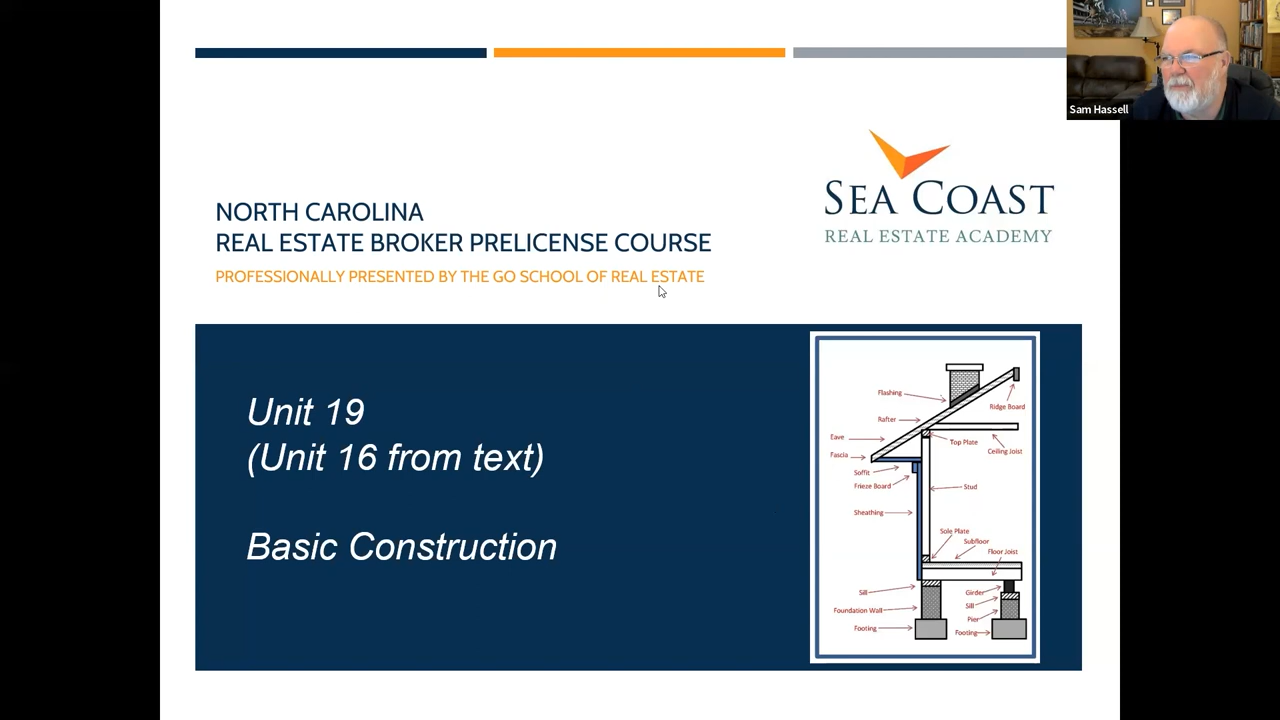 Sam Hassell
SEA COAST
REAL ESTATE ACADEMY
NORTH CAROLINA
REAL ESTATE BROKER PRELICENSE COURSE
PROFESSIONALLY PRESENTED BY THE GO SCHOOL OF REAL ESTATE
Unit 19
(Unit 16 from text)
Basic Construction
Flashing
Ridge Board
Rafter
Eave
Top Plate
Fascia
Ceiling Joist
Soffit
Frieze Board
Stud
Sheathing
Sole Plate
Subfloor
Floor Joist
Sill
Girder
Sill
Foundation Wall
Pier
Footing
Footing